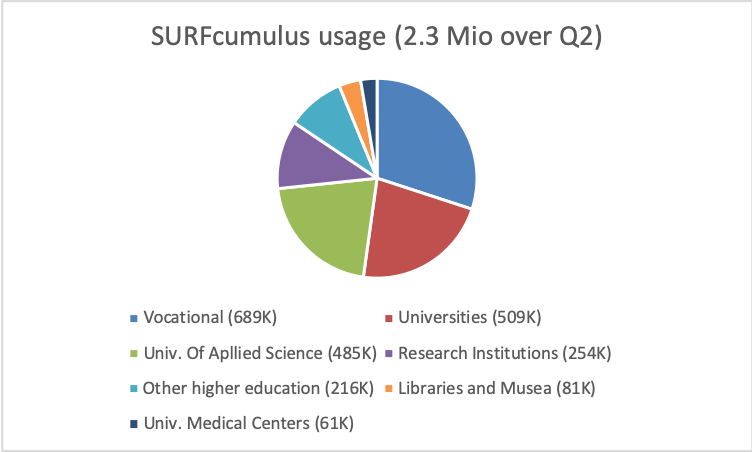 SURFcumulus usage (2.3 Mio over Q2)
Vocational (689K)
Universities (509K)
Univ. Of Apllied Science (485K)
Research Institutions (254K)
Other higher education (216K)
Libraries and Musea (81K)
Univ. Medical Centers (61K)